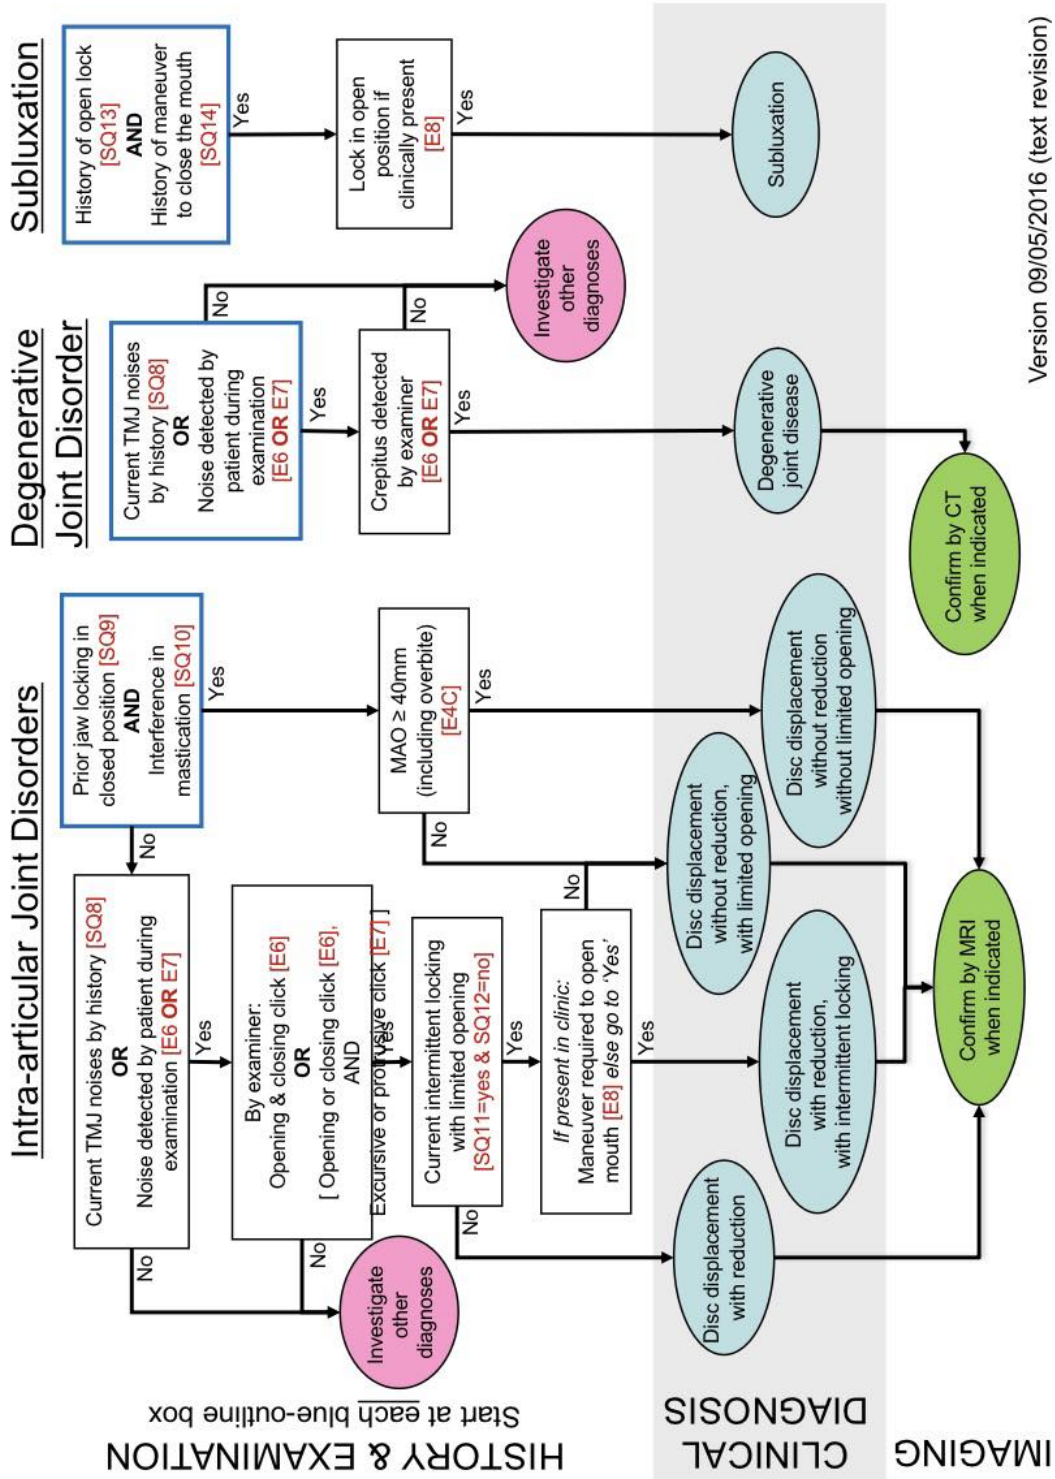 Intra-articular Joint Disorders
Degenerative
Joint Disorder
Subluxation
HISTORY & EXAMINATION
Start at each blue-outline box
Prior jaw locking in
closed position [SQ9]
AND
Interference in
mastication [SQ10]
No
Yes
Current TMJ noises by history [SQ8]
OR
Noise detected by patient during
examination [E6 OR E7]
No
Yes
By examiner:
Opening & closing click [E6]
OR
[ Opening or closing click [E6],
AND
Excursive or protrusive click [E7] ]
No
Yes
Investigate
other
diagnoses
Current intermittent locking
with limited opening
[SQ11=yes & SQ12=no]
No
Yes
If present in clinic:
Maneuver required to open
mouth [E8] else go to ‘Yes’
No
Yes
MAO ≥ 40mm
(including overbite)
[E4C]
No
Yes
Current TMJ noises
by history [SQ8]
OR
Noise detected by
patient during
examination
[E6 OR E7]
No
Yes
Crepitus detected
by examiner
[E6 OR E7]
No
Yes
Investigate
other
diagnoses
History of open lock
[SQ13]
AND
History of maneuver
to close the mouth
[SQ14]
Yes
Lock in open
position if
clinically present
[E8]
Yes
CLINICAL
DIAGNOSIS
Disc displacement
with reduction
Disc displacement
with reduction,
with intermittent locking
Disc displacement
without reduction,
with limited opening
Disc displacement
without reduction
without limited opening
Degenerative
joint disease
Subluxation
IMAGING
Confirm by MRI
when indicated
Confirm by CT
when indicated
Version 09/05/2016 (text revision)